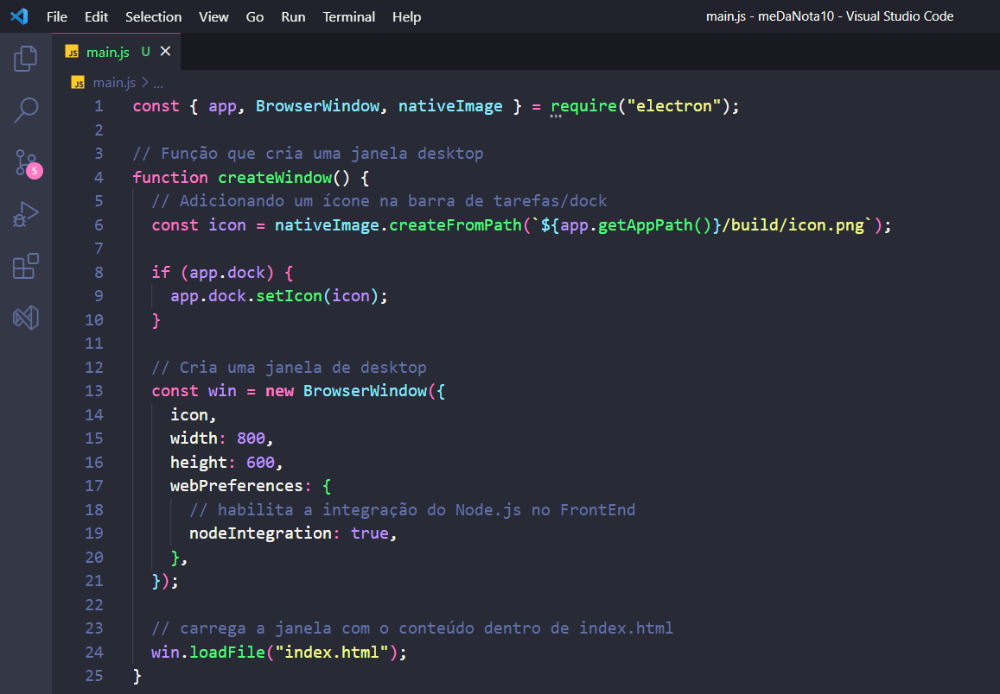 File Edit Selection View Go Run Terminal Help main.js - meDaNota10 - Visual Studio Code
JS main.js U
JS main.js > ...
1 const { app, BrowserWindow, nativeImage } = require("electron");
2
3 // Função que cria uma janela desktop
4 function createWindow() {
5 // Adicionando um ícone na barra de tarefas/dock
6 const icon = nativeImage.createFromPath(`${app.getAppPath()}/build/icon.png`);
7
8 if (app.dock) {
9 app.dock.setIcon(icon);
10 }
11
12 // Cria uma janela de desktop
13 const win = new BrowserWindow({
14 icon,
15 width: 800,
16 height: 600,
17 webPreferences: {
18 // habilita a integração do Node.js no FrontEnd
19 nodeIntegration: true,
20 },
21 });
22
23 // carrega a janela com o conteúdo dentro de index.html
24 win.loadFile("index.html");
25 }
5